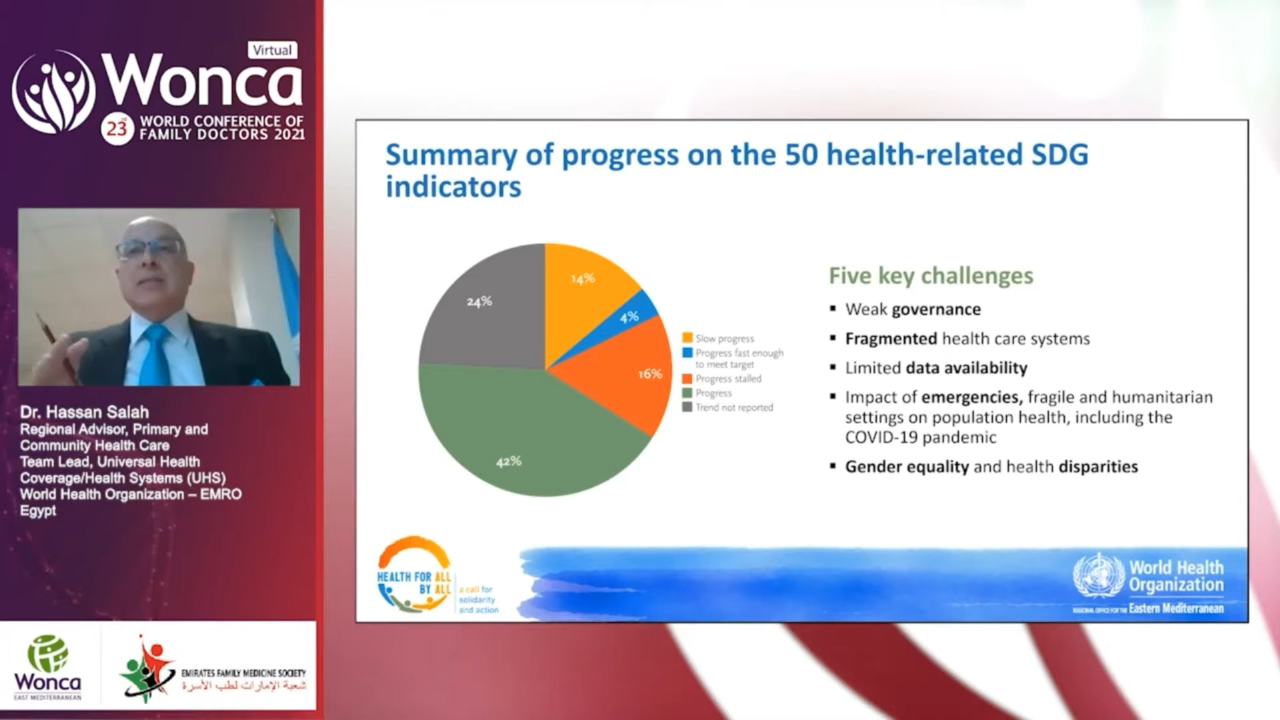 Virtual
Wonca
23rd
WORLD CONFERENCE OF
FAMILY DOCTORS 2021
Dr. Hassan Salah
Regional Advisor, Primary and
Community Health Care
Team Lead, Universal Health
Coverage/Health Systems (UHS)
World Health Organization – EMRO
Egypt
Wonca
EAST MEDITERRANEAN
EMIRATES FAMILY MEDICINE SOCIETY
شعبة الإمارات لطب الأسرة
Summary of progress on the 50 health-related SDG
indicators
14%
4%
16%
42%
24%
Slow progress
Progress fast enough
to meet target
Progress stalled
Progress
Trend not reported
Five key challenges
▪ Weak governance
▪ Fragmented health care systems
▪ Limited data availability
▪ Impact of emergencies, fragile and humanitarian
settings on population health, including the
COVID-19 pandemic
▪ Gender equality and health disparities
HEALTH FOR ALL
BY ALL
a call for
solidarity
and action
World Health
Organization
REGIONAL OFFICE FOR THE Eastern Mediterranean